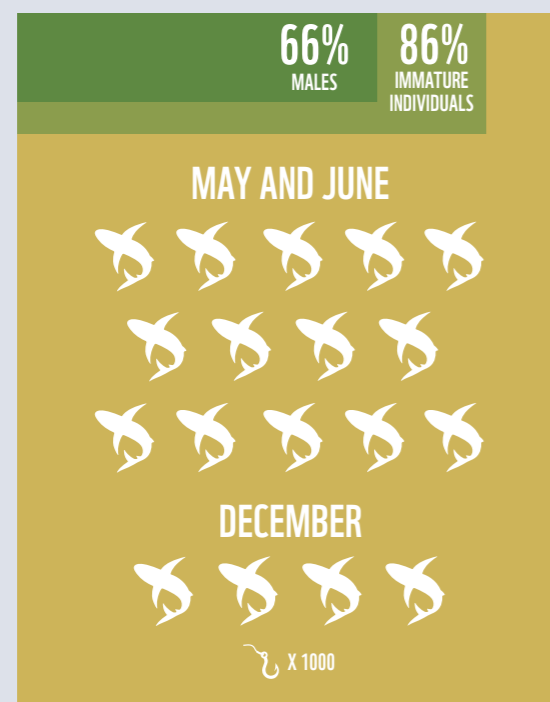 66%
MALES
86%
IMMATURE
INDIVIDUALS
MAY AND JUNE
DECEMBER
X 1000